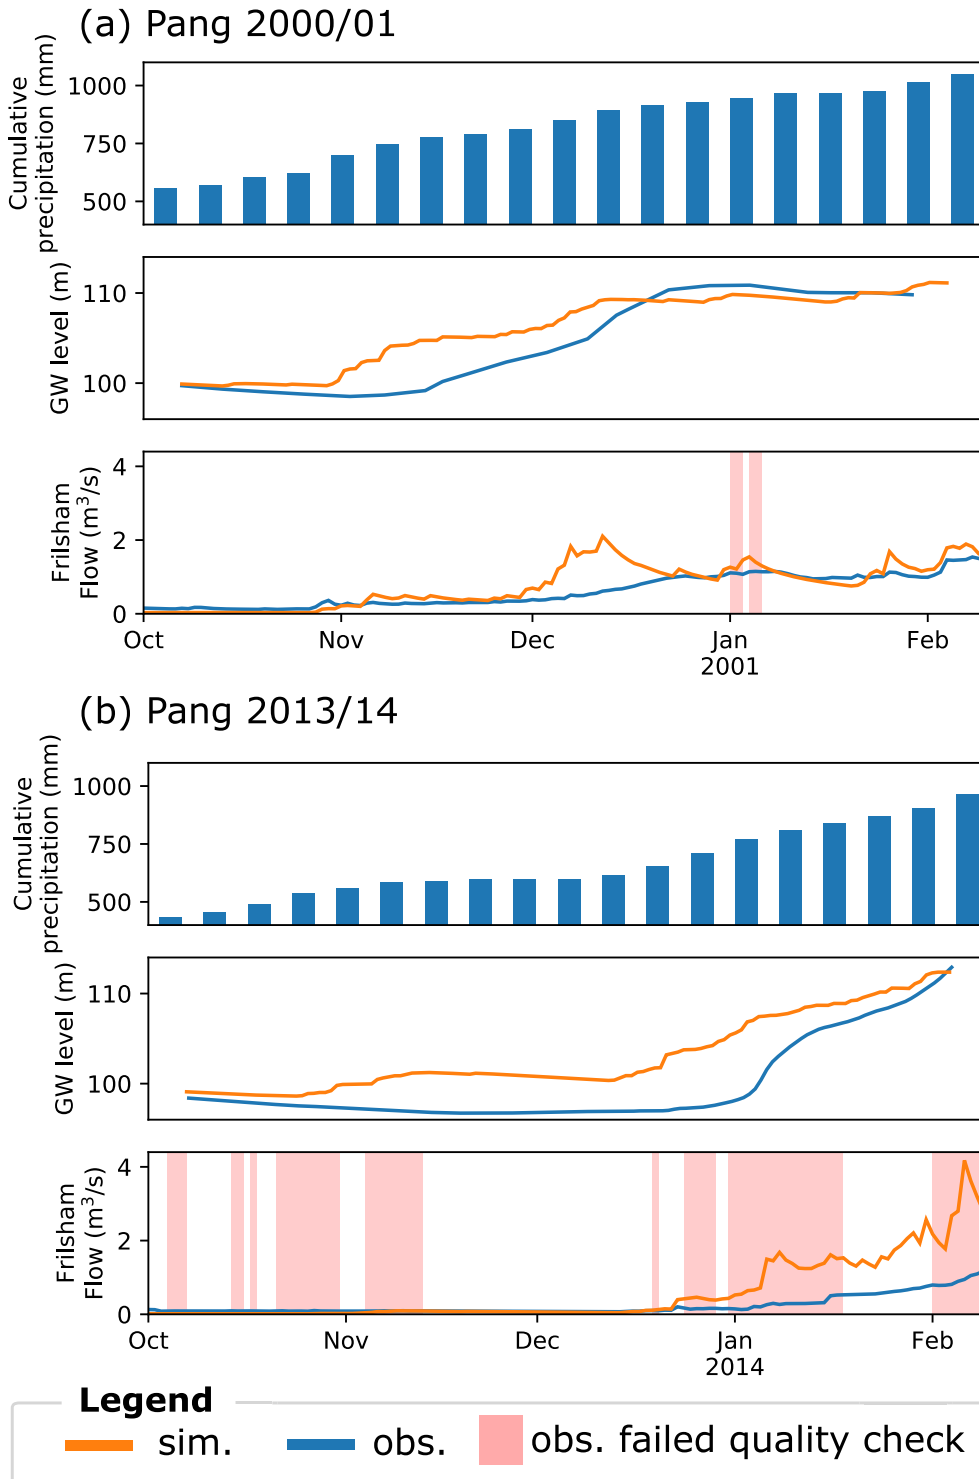 (a) Pang 2000/01
Cumulative
precipitation (mm)
1000
750
500
GW level (m)
110
100
Frilsham
Flow (m³/s)
4
2
0
Oct
Nov
Dec
Jan
2001
Feb
(b) Pang 2013/14
Cumulative
precipitation (mm)
1000
750
500
GW level (m)
110
100
Frilsham
Flow (m³/s)
4
2
0
Oct
Nov
Dec
Jan
2014
Feb
Legend
sim.
obs.
obs. failed quality check